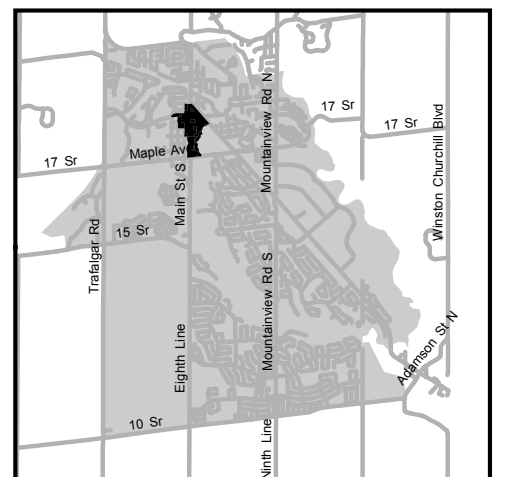 Mountainview Rd N
17 Sr
17 Sr
Winston Churchill Blvd
Maple Av
17 Sr
Main St S
15 Sr
Trafalgar Rd
Mountainview Rd S
Eighth Line
Adamson St N
10 Sr
Ninth Line